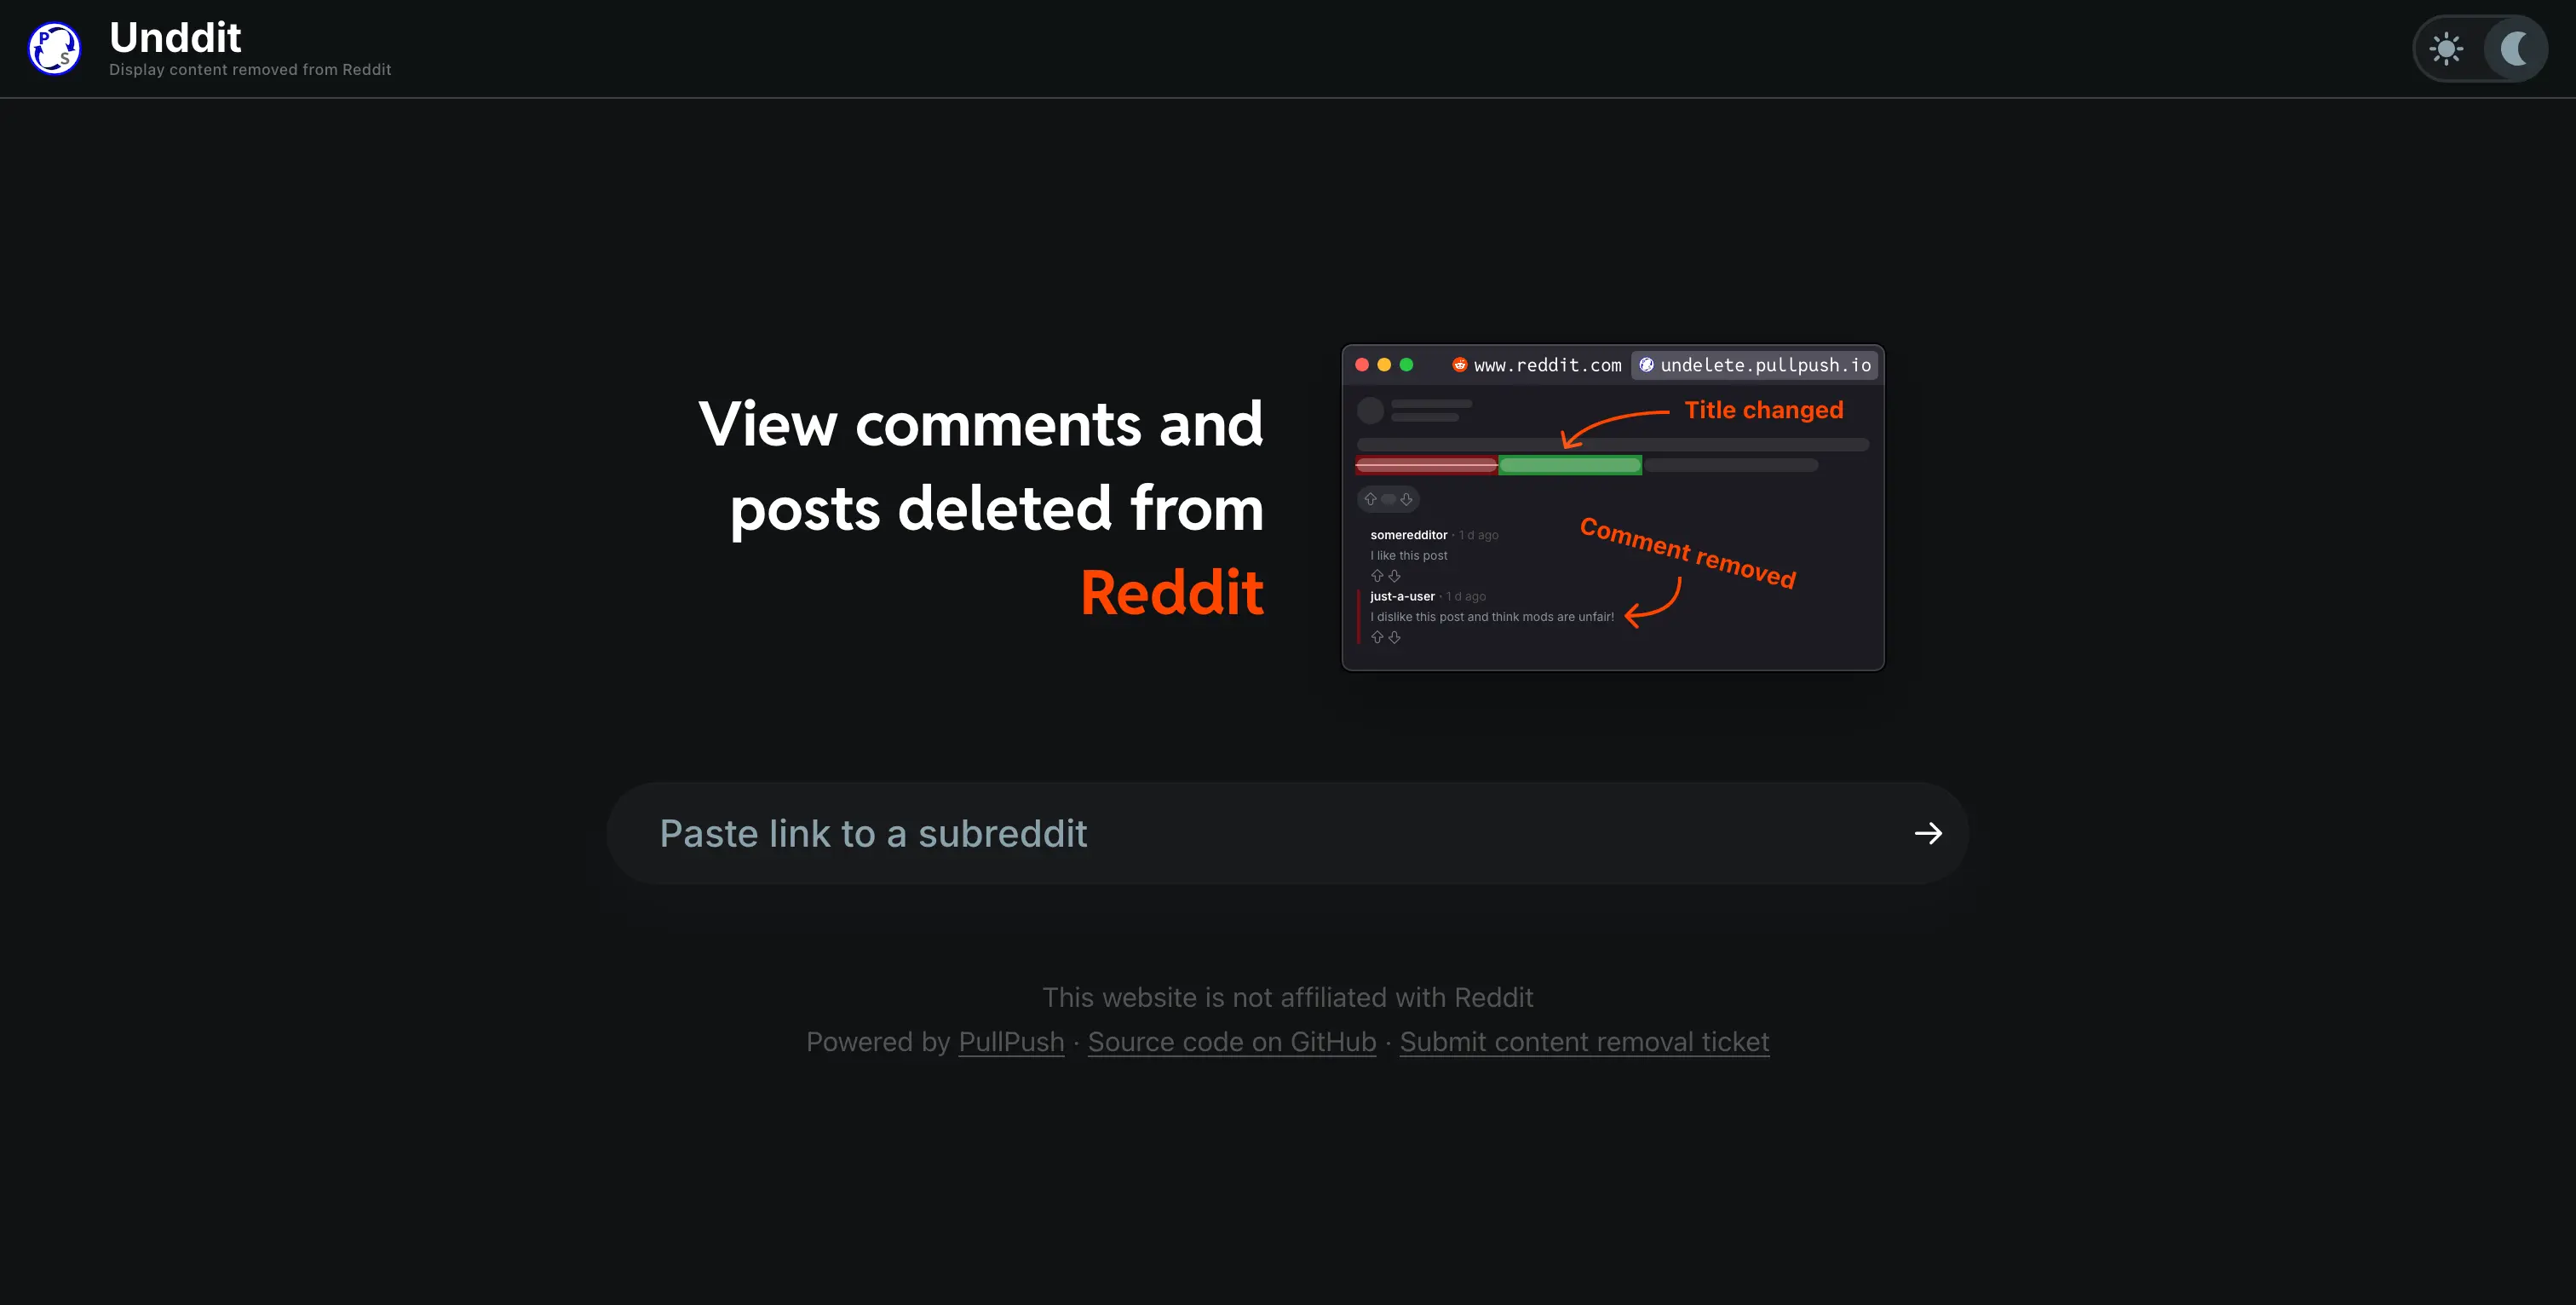 Unddit
Display content removed from Reddit
View comments and
posts deleted from
Reddit
www.reddit.com
undelete.pullpush.io
Title changed
someredditor · 1 d ago
I like this post
Comment removed
just-a-user · 1 d ago
I dislike this post and think mods are unfair!
Paste link to a subreddit
This website is not affiliated with Reddit
Powered by PullPush · Source code on GitHub · Submit content removal ticket